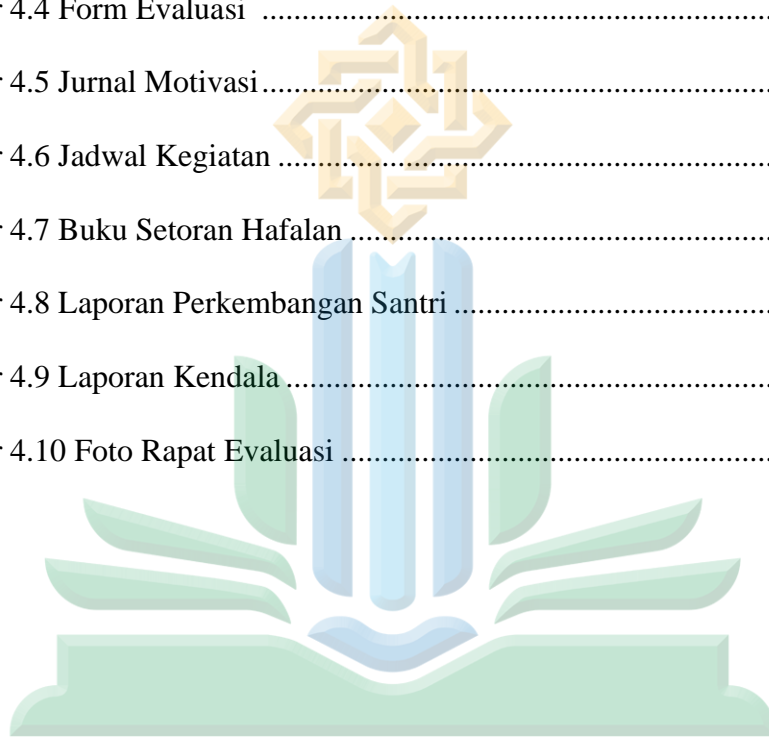 4.4 Form Evaluasi ......................................................................
4.5 Jurnal Motivasi......................................................................
4.6 Jadwal Kegiatan ....................................................................
4.7 Buku Setoran Hafalan ..........................................................
4.8 Laporan Perkembangan Santri ............................................
4.9 Laporan Kendala ..................................................................
4.10 Foto Rapat Evaluasi ...........................................................